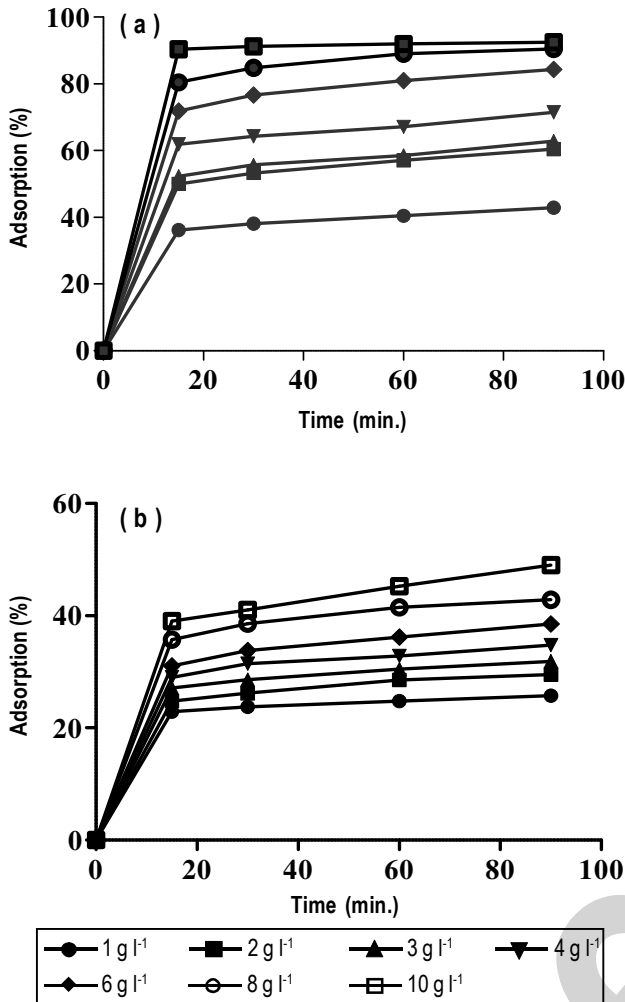 ( a )
100
80
60
40
20
0
Adsorption (%)
0 20 40 60 80 100
Time (min.)
( b )
60
40
20
0
Adsorption (%)
0 20 40 60 80 100
Time (min.)
1 g l⁻¹ 2 g l⁻¹ 3 g l⁻¹ 4 g l⁻¹
6 g l⁻¹ 8 g l⁻¹ 10 g l⁻¹